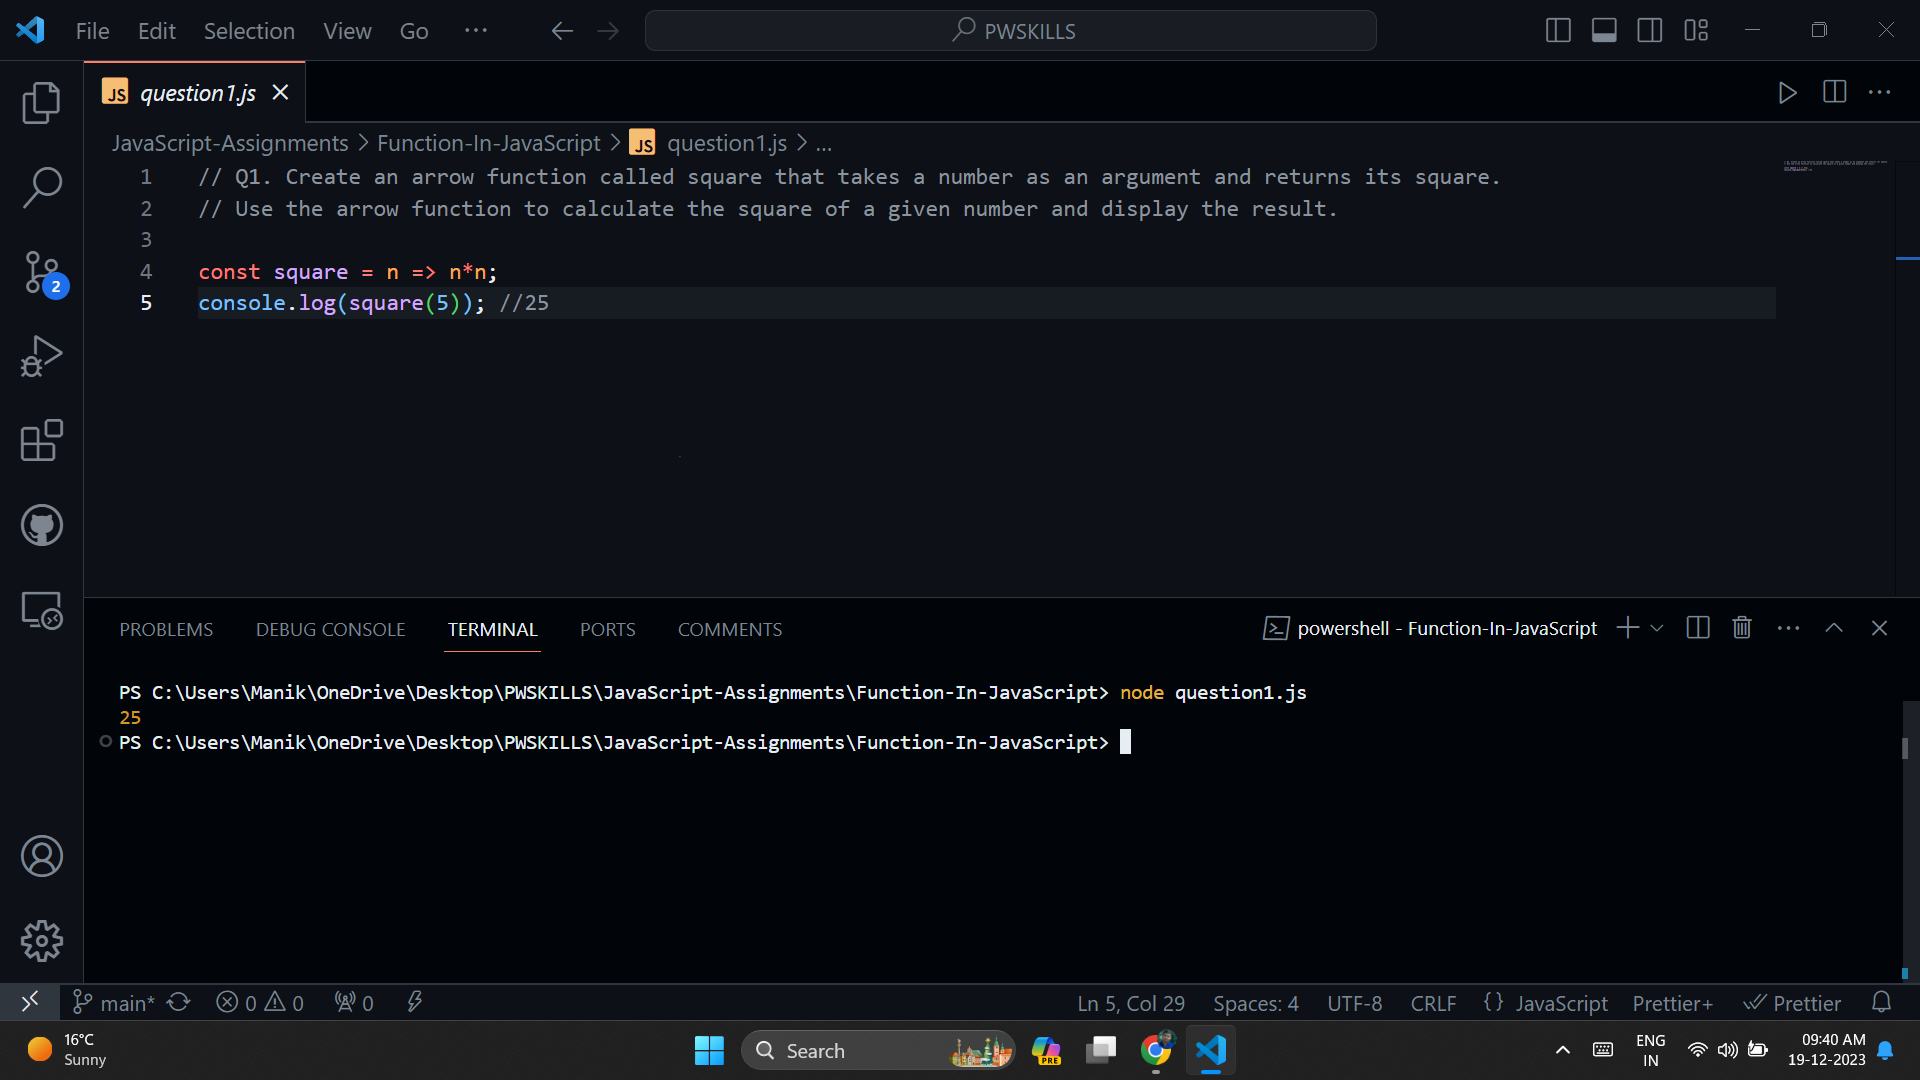 File Edit Selection View Go ... PWSKILLS
question1.js
JavaScript-Assignments > Function-In-JavaScript > JS question1.js > ...
1 // Q1. Create an arrow function called square that takes a number as an argument and returns its square.
2 // Use the arrow function to calculate the square of a given number and display the result.
3
4 const square = n => n*n;
5 console.log(square(5)); //25
2
PROBLEMS DEBUG CONSOLE TERMINAL PORTS COMMENTS powershell - Function-In-JavaScript
PS C:\Users\Manik\OneDrive\Desktop\PWSKILLS\JavaScript-Assignments\Function-In-JavaScript> node question1.js
25
PS C:\Users\Manik\OneDrive\Desktop\PWSKILLS\JavaScript-Assignments\Function-In-JavaScript>
main* 0 0 0 Ln 5, Col 29 Spaces: 4 UTF-8 CRLF {} JavaScript Prettier+ Prettier
16°C
Sunny
Search
PRE
ENG
IN
09:40 AM
19-12-2023